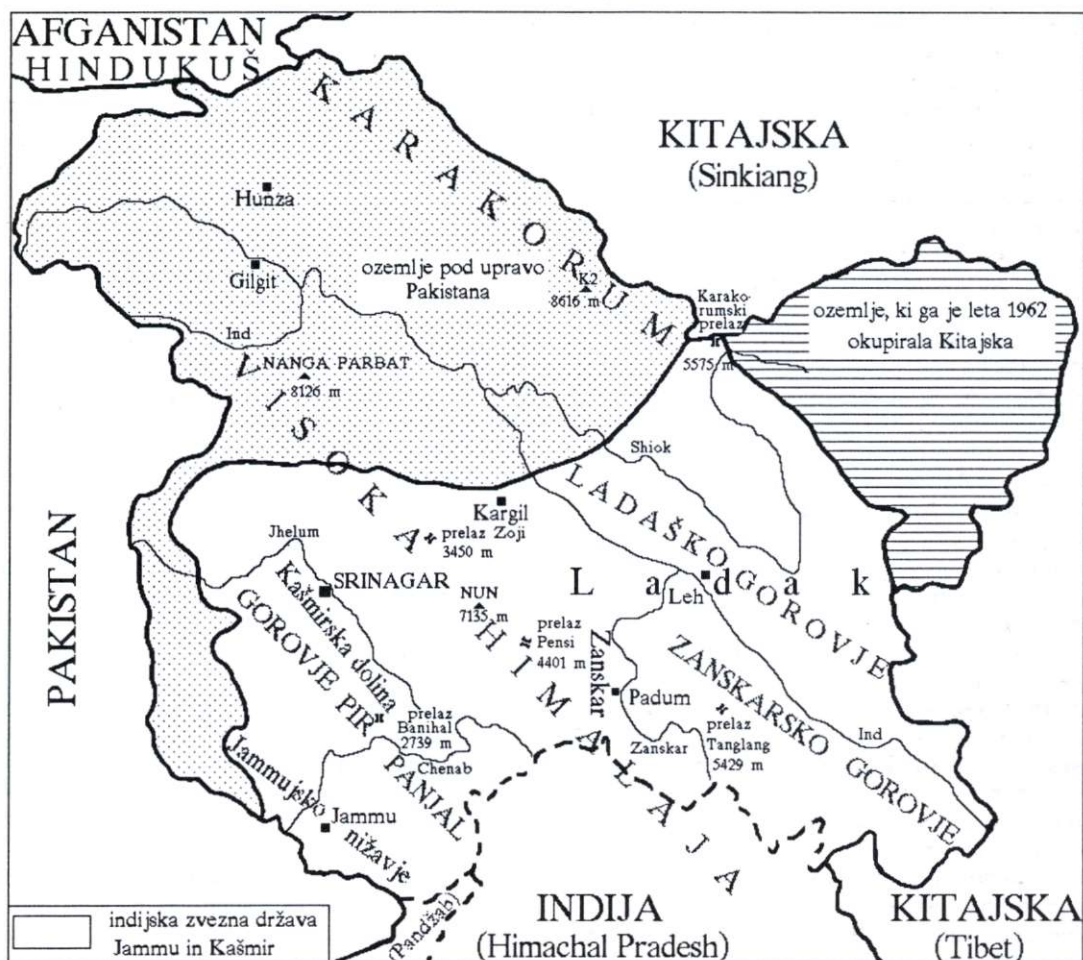 AFGANISTAN
HINDUKUŠ
KARAKORUM
KITAJSKA
(Sinkiang)
Hunza
Gilgit
ozemlje pod upravo
Pakistana
K2
8616 m
Karako-
rumski
prelaz
5575 m
ozemlje, ki ga je leta 1962
okupirala Kitajska
Ind
NANGA PARBAT
8126 m
VISOKA HIMALAJA
Shiok
LADAŠKO GOROVJE
Kargil
prelaz Zoji
3450 m
Jhelum
SRINAGAR
Kašmirska dolina
GOROVJE PIR PANJAL
NUN
7135 m
Ladak
Leh
prelaz
Pensi
4401 m
Zanskar
Padum
ZANSKARSKO GOROVJE
prelaz
Tanglang
5429 m
Zanskar
Ind
prelaz
Banihal
2739 m
Chenab
PAKISTAN
Jammujsko nižavje
Jammu
(Pandžab)
INDIJA
(Himachal Pradesh)
KITAJSKA
(Tibet)
indijska zvezna država
Jammu in Kašmir